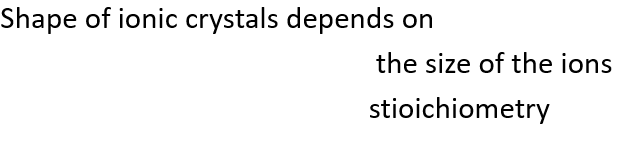 Shape of ionic crystals depends on
the size of the ions
stioichiometry